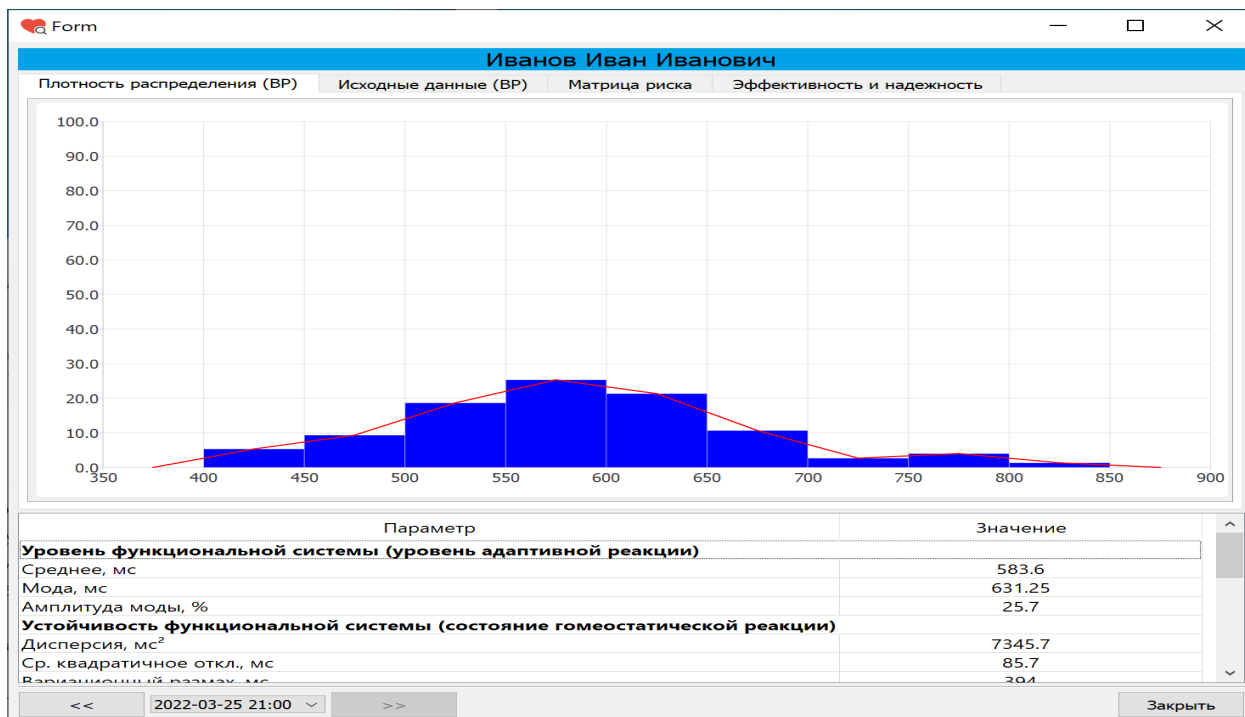 Form
Иванов Иван Иванович
Плотность распределения (ВР) Исходные данные (ВР) Матрица риска Эффективность и надежность
100.0
90.0
80.0
70.0
60.0
50.0
40.0
30.0
20.0
10.0
0.0
350 400 450 500 550 600 650 700 750 800 850 900
Параметр Значение
Уровень функциональной системы (уровень адаптивной реакции)
Среднее, мс 583.6
Мода, мс 631.25
Амплитуда моды, % 25.7
Устойчивость функциональной системы (состояние гомеостатической реакции)
Дисперсия, мс² 7345.7
Ср. квадратичное откл., мс 85.7
Вариационный размах, мс 394
<< 2022-03-25 21:00 >> Закрыть